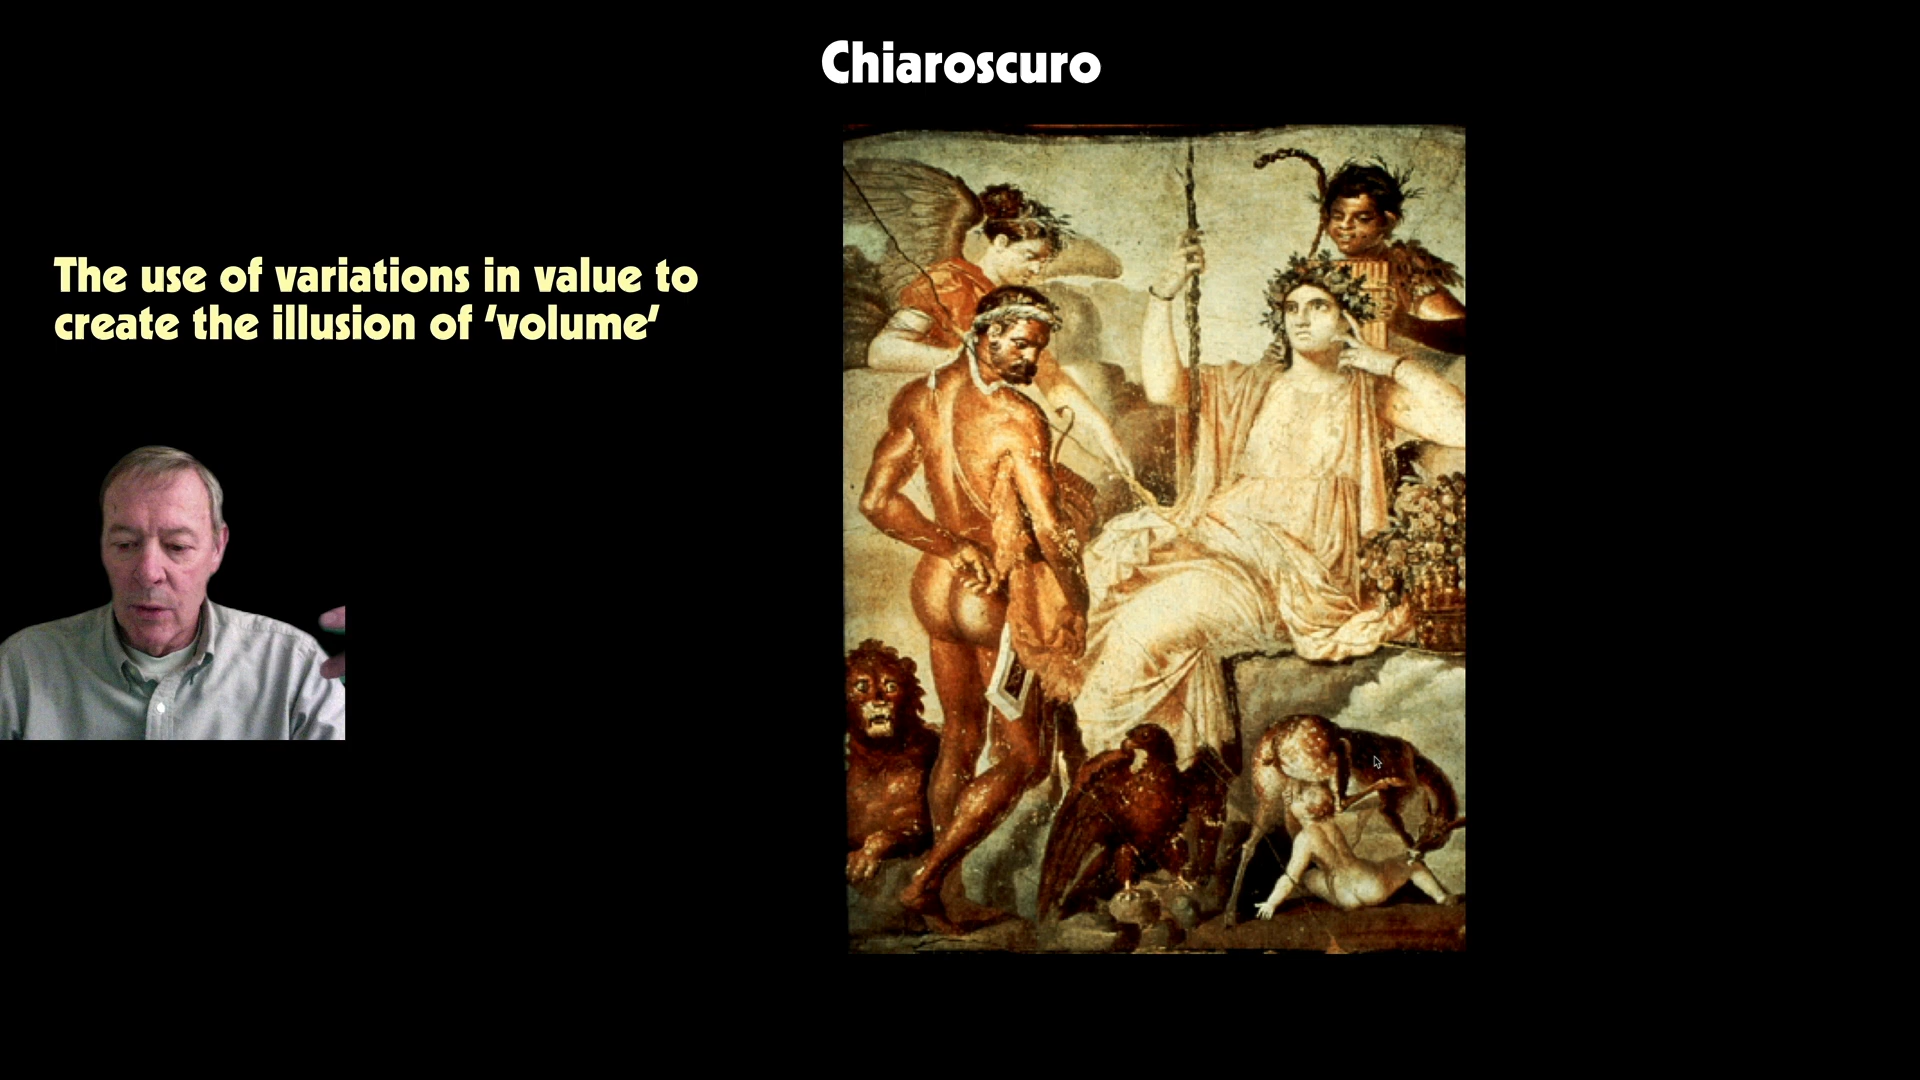 Chiaroscuro
The use of variations in value to
create the illusion of ‘volume’